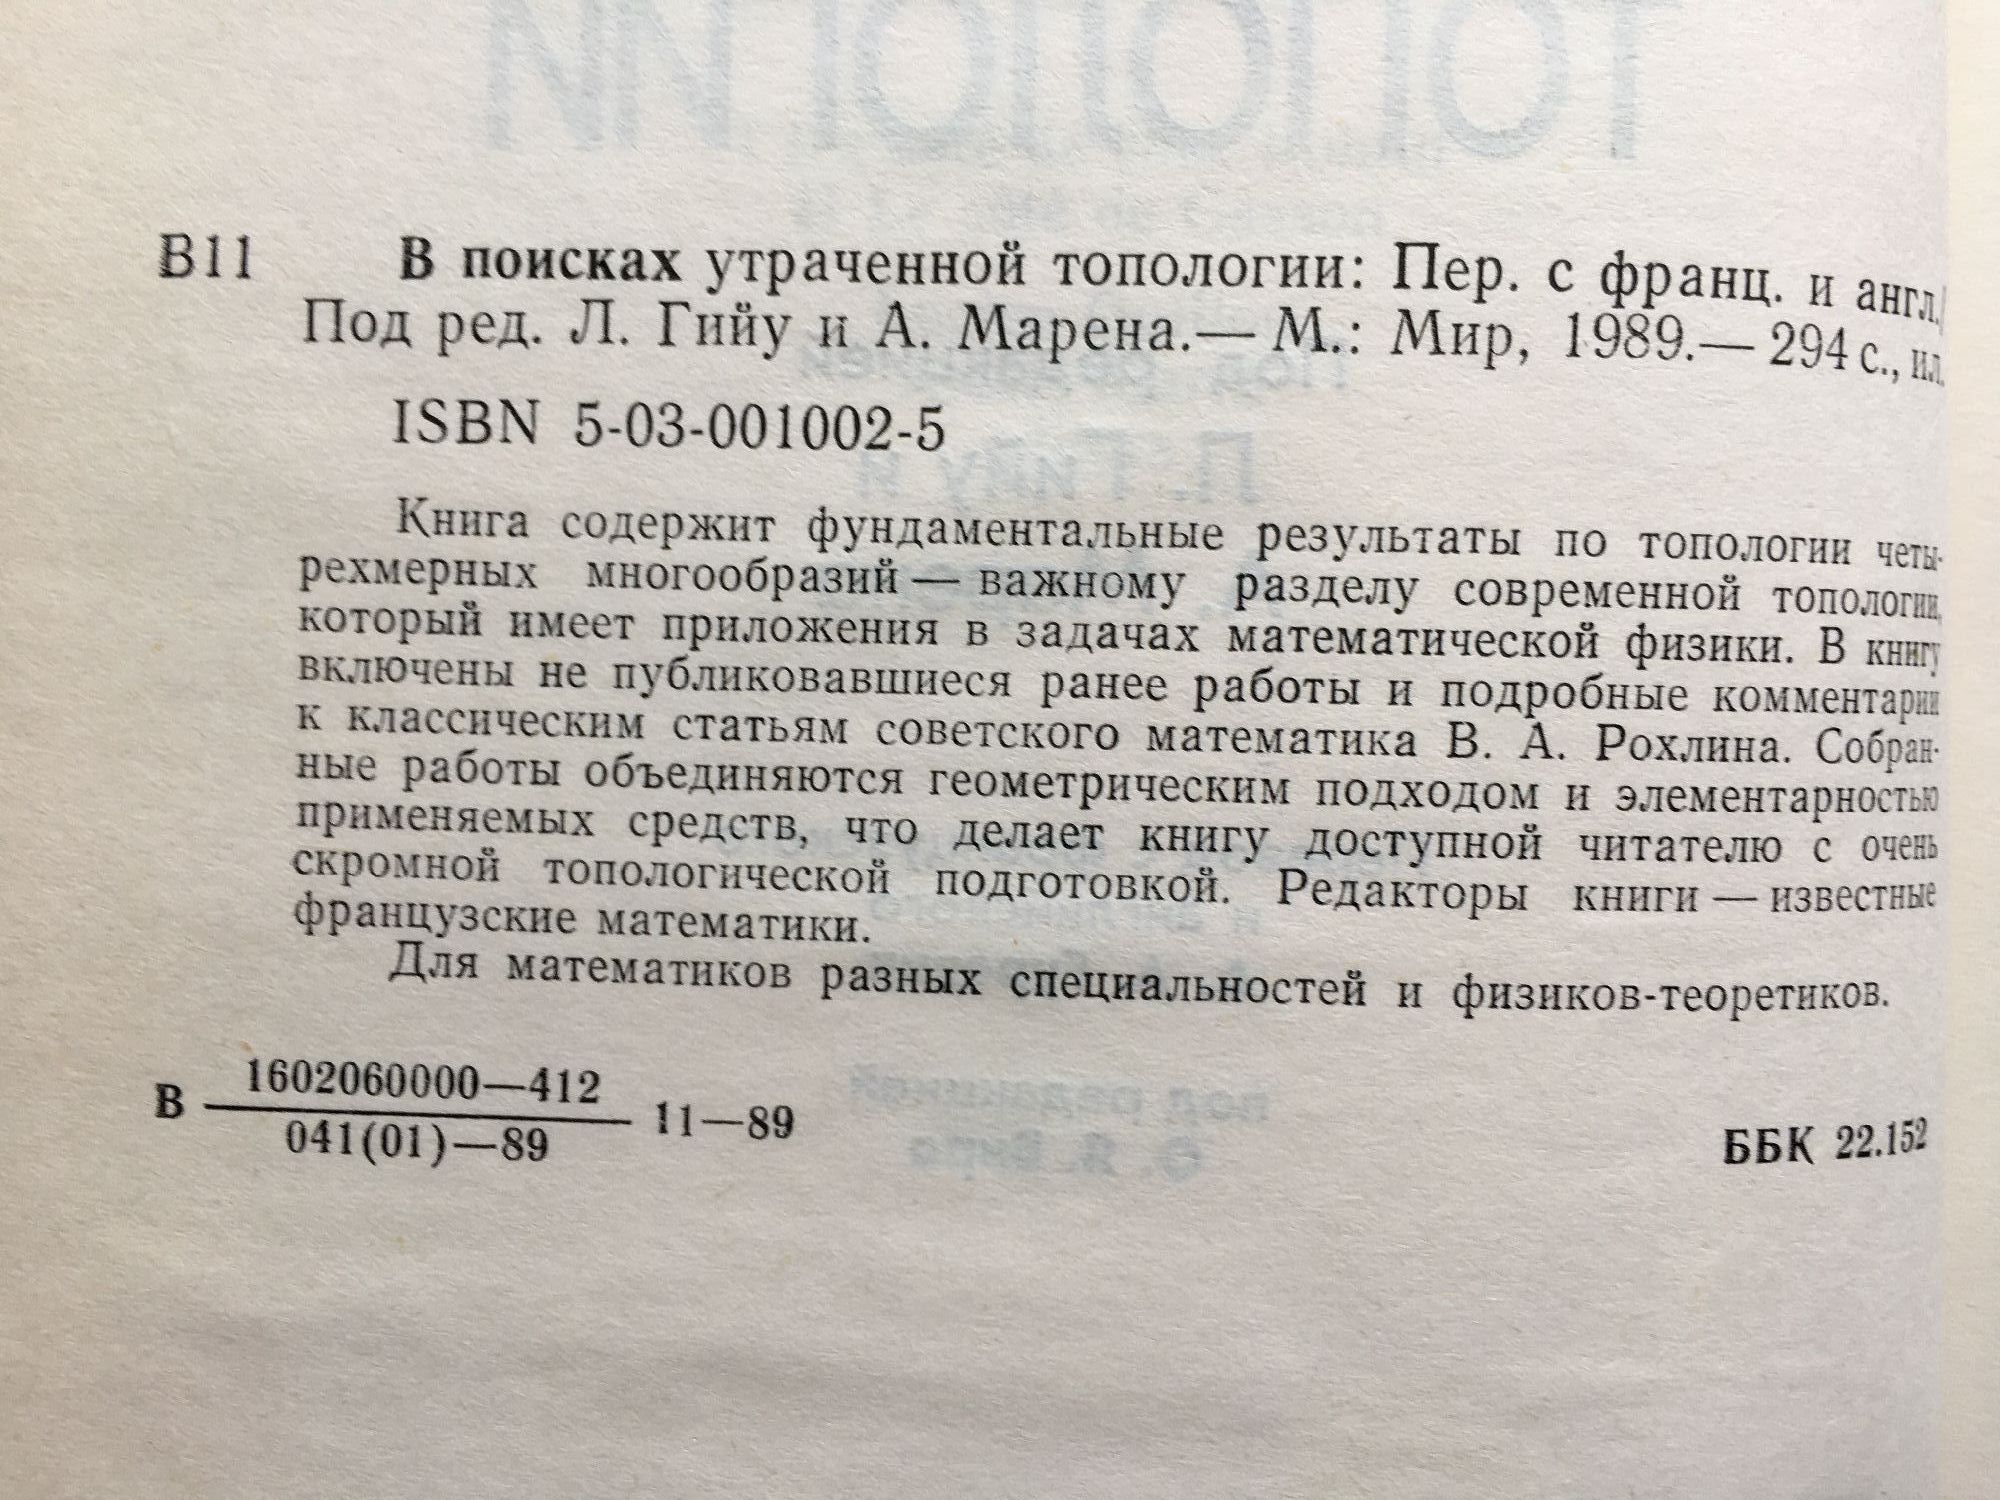 В11 В поисках утраченной топологии: Пер. с франц. и англ./
Под ред. Л. Гийу и А. Марена.— М.: Мир, 1989.— 294 с., ил.
ISBN 5-03-001002-5
Книга содержит фундаментальные результаты по топологии четы-
рехмерных многообразий — важному разделу современной топологии,
который имеет приложения в задачах математической физики. В книгу
включены не публиковавшиеся ранее работы и подробные комментарии
к классическим статьям советского математика В. А. Рохлина. Собран-
ные работы объединяются геометрическим подходом и элементарностью
применяемых средств, что делает книгу доступной читателю с очень
скромной топологической подготовкой. Редакторы книги — известные
французские математики.
Для математиков разных специальностей и физиков-теоретиков.
1602060000—412
В 11—89
041(01)—89
ББК 22.152